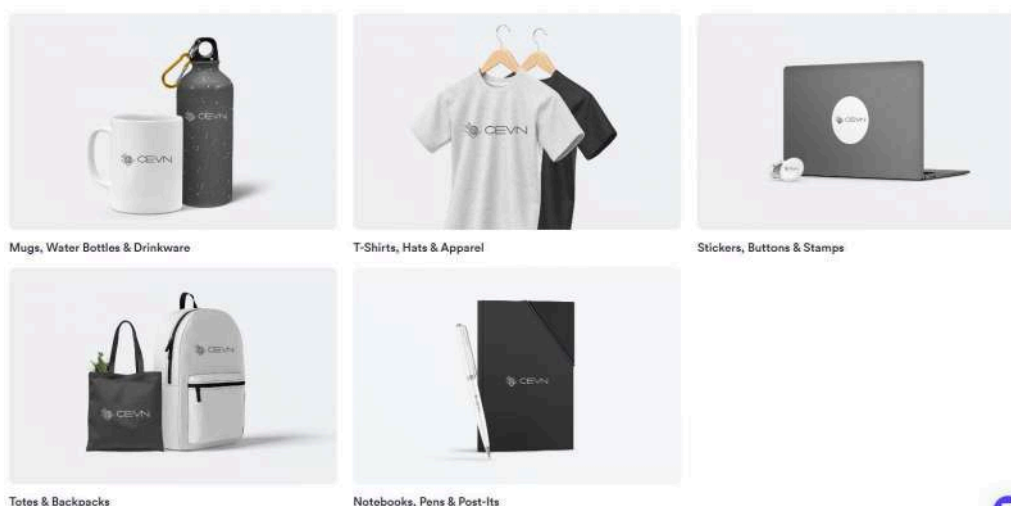 CEVN
CEVN
Mugs, Water Bottles & Drinkware
CEVN
T-Shirts, Hats & Apparel
CEVN
Stickers, Buttons & Stamps
CEVN
CEVN
Totes & Backpacks
CEVN
Notebooks, Pens & Post-Its